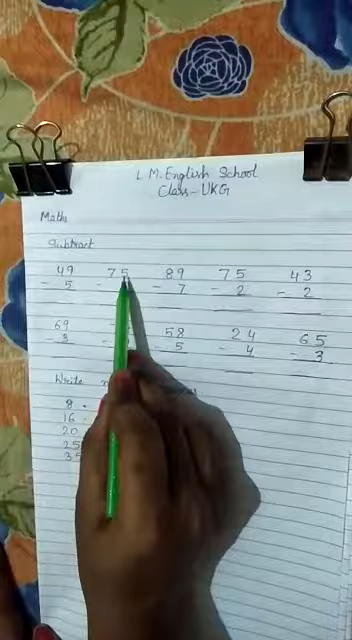 L M. English School
Class - UKG
Maths
Subtract
49 75 89 75 43
- 5 - - 7 - 2 - 2
69 58 24 65
- 3 - - 5 - 4 - 3
Write
8
16
20
25
35